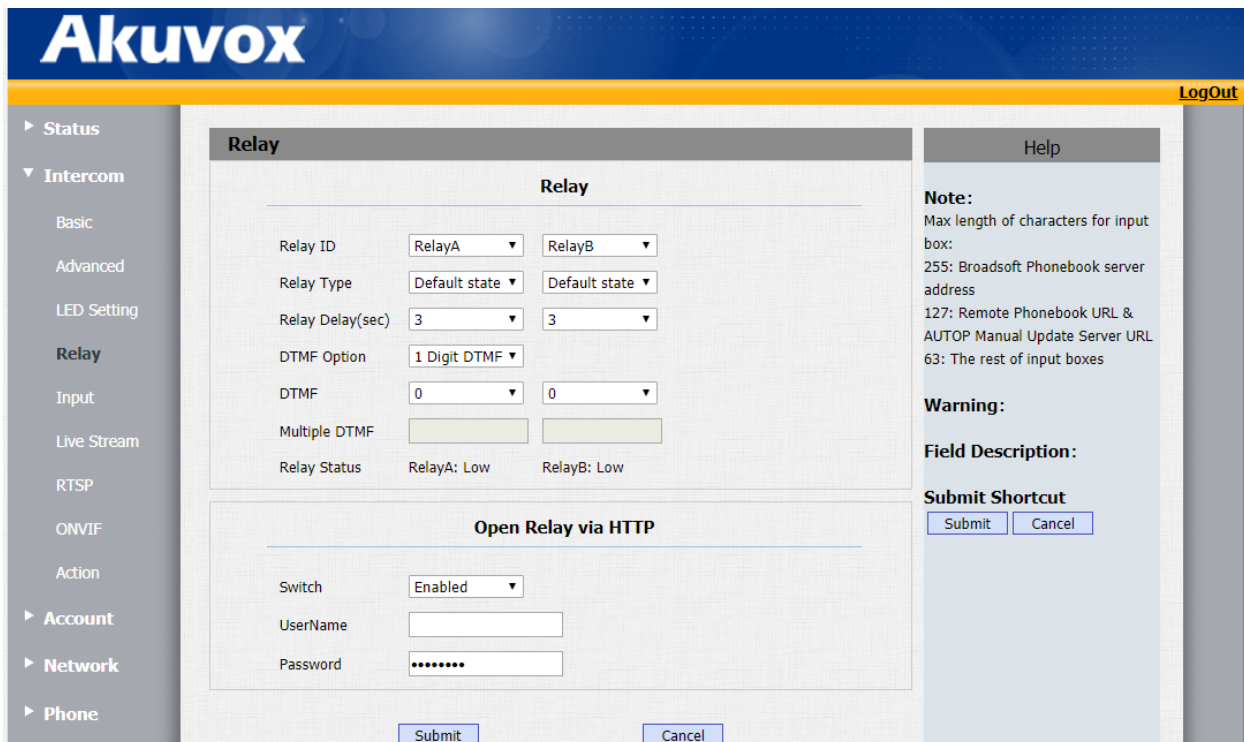 Akuvox
LogOut
Status
Intercom
Basic
Advanced
LED Setting
Relay
Input
Live Stream
RTSP
ONVIF
Action
Account
Network
Phone
Relay
Relay
Relay ID RelayA RelayB
Relay Type Default state Default state
Relay Delay(sec) 3 3
DTMF Option 1 Digit DTMF
DTMF 0 0
Multiple DTMF
Relay Status RelayA: Low RelayB: Low
Open Relay via HTTP
Switch Enabled
UserName
Password ••••••••
Submit Cancel
Help
Note:
Max length of characters for input
box:
255: Broadsoft Phonebook server
address
127: Remote Phonebook URL &
AUTOP Manual Update Server URL
63: The rest of input boxes
Warning:
Field Description:
Submit Shortcut
Submit Cancel